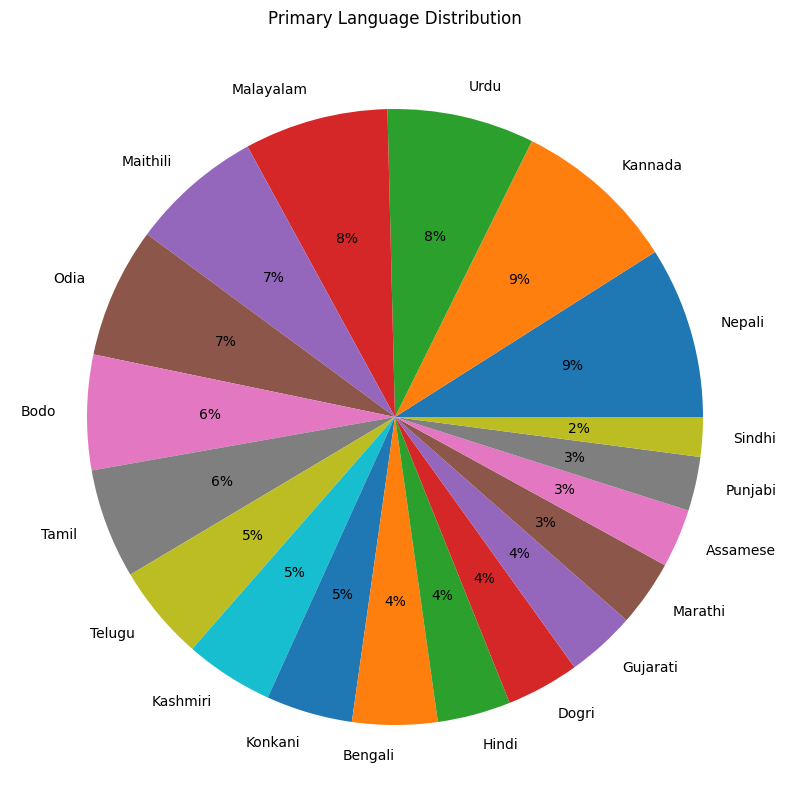 Primary Language Distribution
Nepali
9%
Kannada
9%
Urdu
8%
Malayalam
8%
Maithili
7%
Odia
7%
Bodo
6%
Tamil
6%
Telugu
5%
Kashmiri
5%
Konkani
5%
Bengali
4%
Hindi
4%
Dogri
4%
Gujarati
4%
Marathi
3%
Assamese
3%
Punjabi
3%
Sindhi
2%